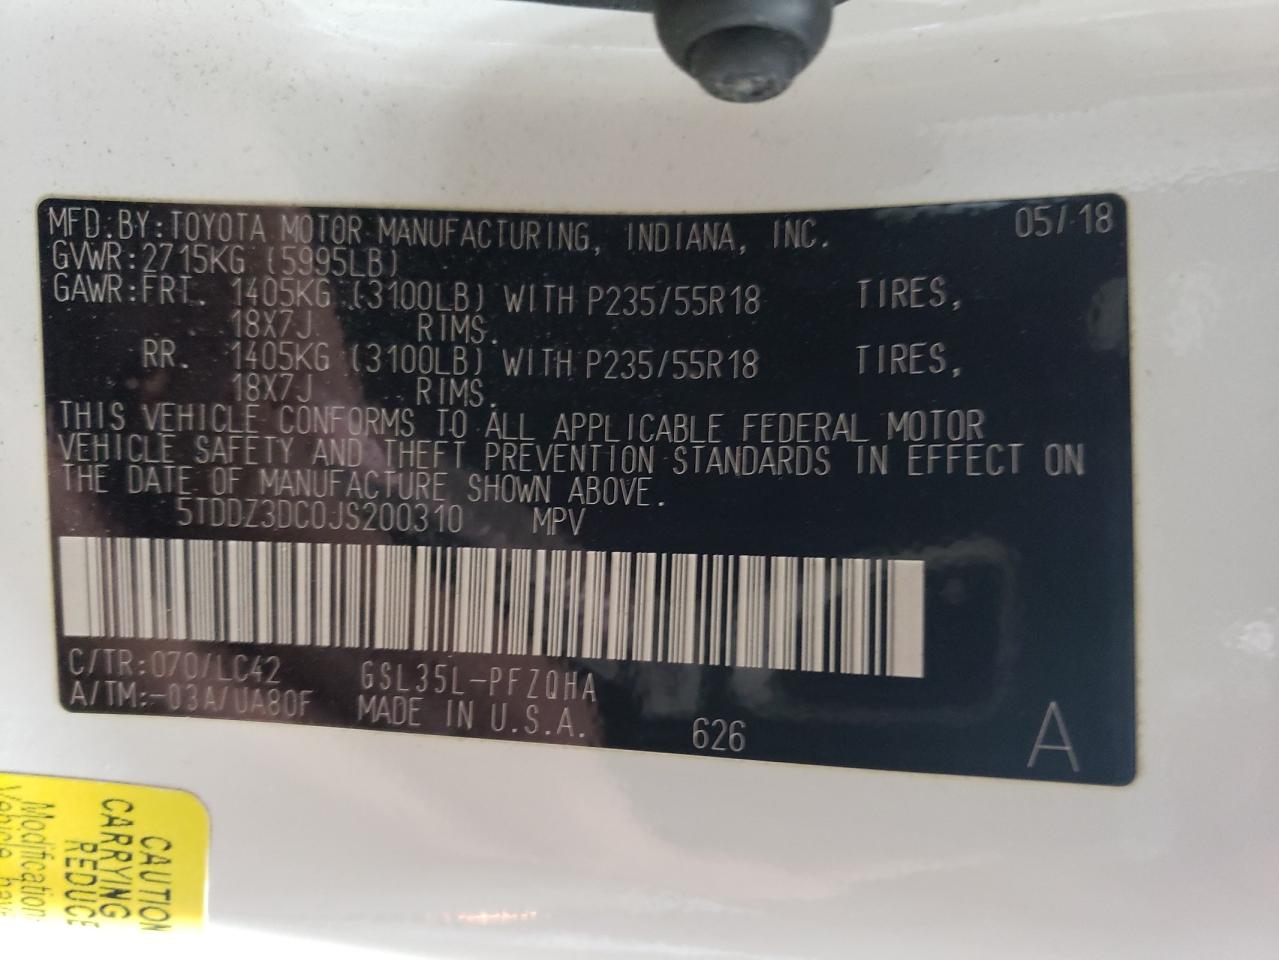 MFD. BY: TOYOTA MOTOR MANUFACTURING, INDIANA, INC. 05/18
GVWR: 2715KG (5995LB)
GAWR: FRT. 1405KG (3100LB) WITH P235/55R18 TIRES,
18X7J RIMS.
RR. 1405KG (3100LB) WITH P235/55R18 TIRES,
18X7J RIMS.
THIS VEHICLE CONFORMS TO ALL APPLICABLE FEDERAL MOTOR
VEHICLE SAFETY AND THEFT PREVENTION STANDARDS IN EFFECT ON
THE DATE OF MANUFACTURE SHOWN ABOVE.
5TDDZ3DC0JS200310 MPV
C/TR: 070/LC42 GSL35L-PFZQHA
A/TM: -03A/UA80F MADE IN U.S.A. 626 A
CAUTION
CARRYING
REDUCE
Modification
Vehicle